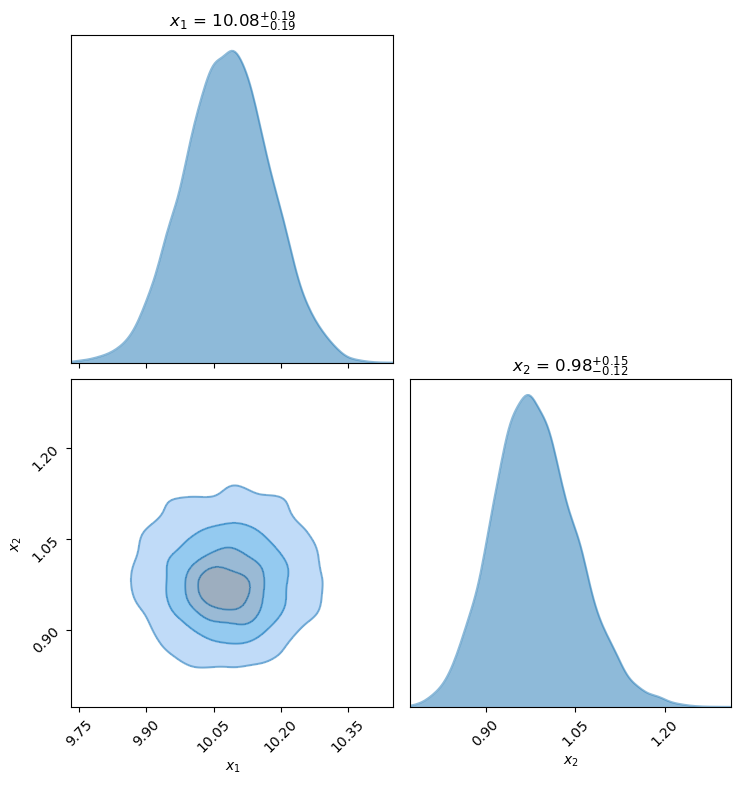 x₁ = 10.08⁺⁰·¹⁹₋₀.₁₉
x₂ = 0.98⁺⁰·¹⁵₋₀.₁₂
1.20
1.05
0.90
x₂
9.75 9.90 10.05 10.20 10.35
x₁
0.90 1.05 1.20
x₂